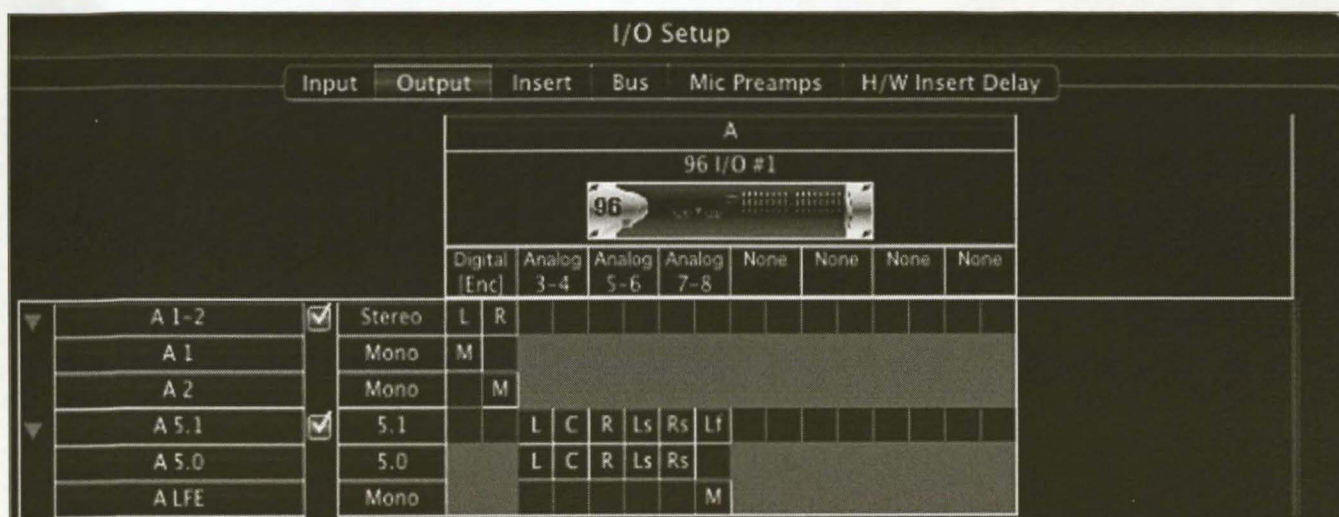 I/O Setup
Input Output Insert Bus Mic Preamps H/W Insert Delay
A
96 I/O #1
96
Digital Analog Analog Analog None None None None
[Enc] 3-4 5-6 7-8
A 1-2 Stereo L R
A 1 Mono M
A 2 Mono M
A 5.1 5.1 L C R Ls Rs Lf
A 5.0 5.0 L C R Ls Rs
A LFE Mono M